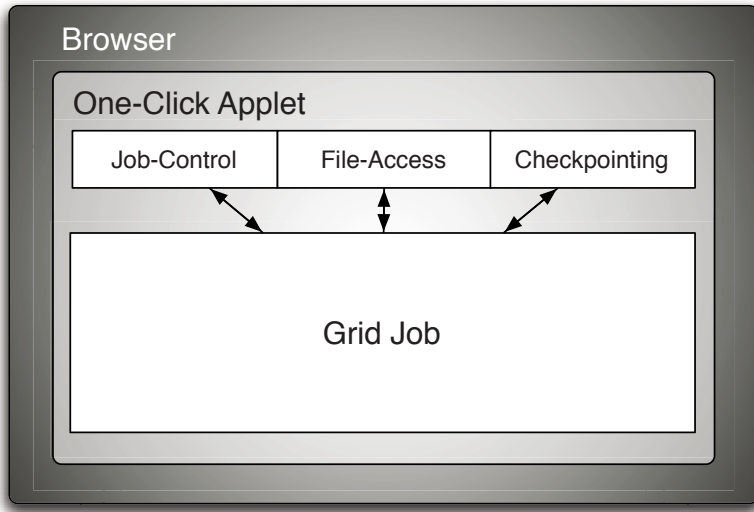 Browser
One-Click Applet
Job-Control File-Access Checkpointing
Grid Job